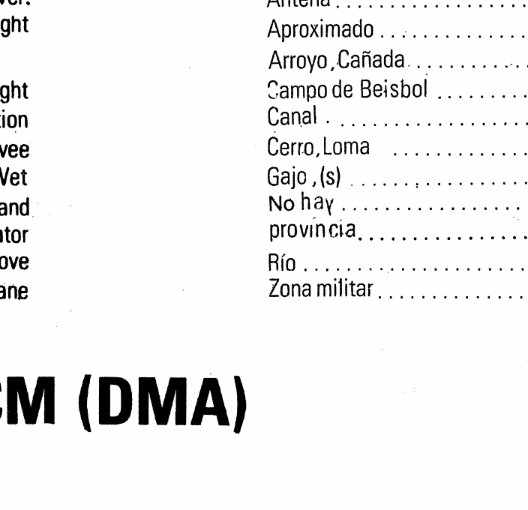 ver.
ght
ght
tion
vee
Wet
and
ator
ove
ane
Antena . . . . . . . . . . . . . . . . . .
Aproximado . . . . . . . . . . . . . .
Arroyo, Cañada . . . . . . . . . . .
Campo de Beisbol . . . . . . . . .
Canal . . . . . . . . . . . . . . . . . .
Cerro, Loma . . . . . . . . . . . . .
Gajo, (s) . . . . . . . . . . . . . . . .
No hay . . . . . . . . . . . . . . . . .
provincia. . . . . . . . . . . . . . . .
Río . . . . . . . . . . . . . . . . . . . .
Zona militar . . . . . . . . . . . . . .
CM (DMA)